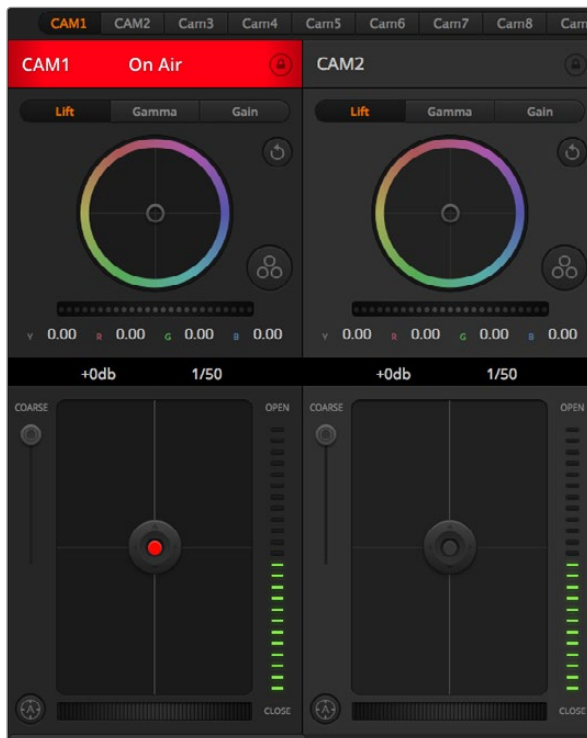 CAM1 CAM2 Cam3 Cam4 Cam5 Cam6 Cam7 Cam8
CAM1 On Air CAM2
Lift Gamma Gain Lift Gamma Gain
Y 0.00 R 0.00 G 0.00 B 0.00 Y 0.00 R 0.00 G 0.00 B 0.00
+0db 1/50 +0db 1/50
COARSE OPEN COARSE OPEN
A CLOSE A CLOSE